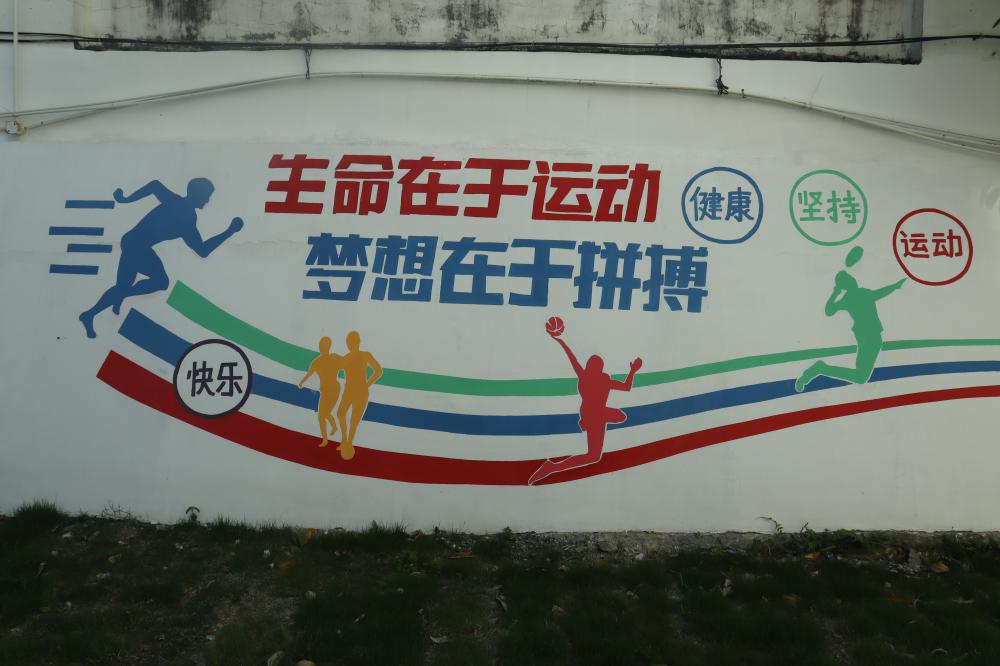 生命在于运动
梦想在于拼搏
健康
坚持
运动
快乐